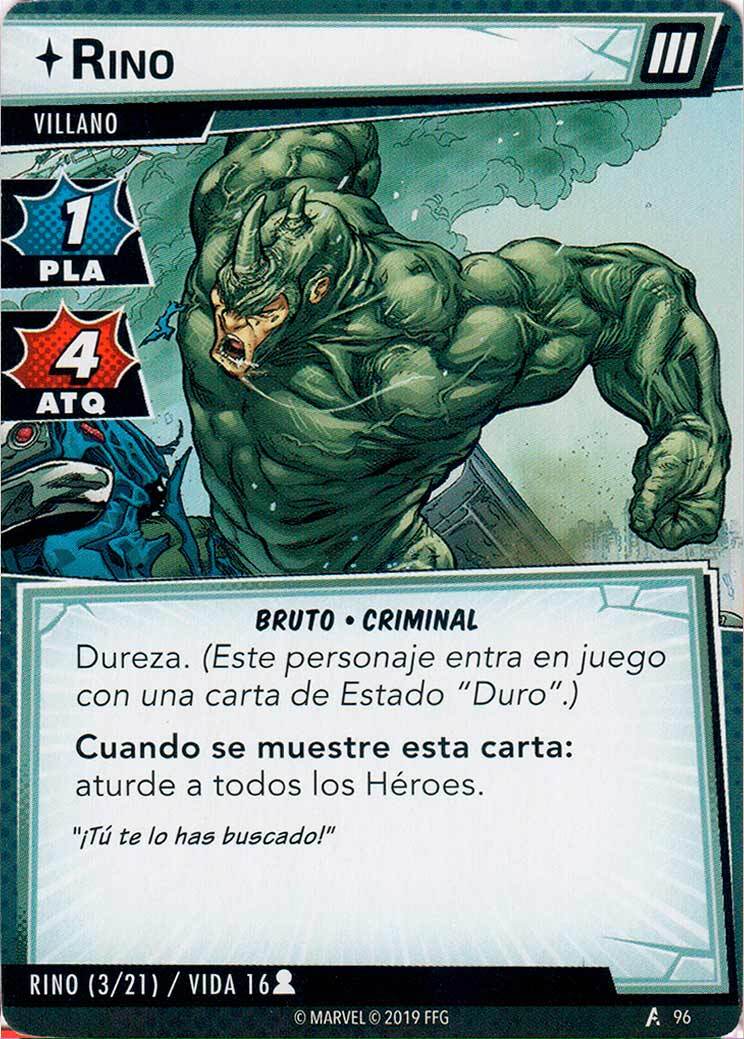 RINO
III
VILLANO
1
PLA
4
ATQ
BRUTO • CRIMINAL
Dureza. (Este personaje entra en juego
con una carta de Estado “Duro”.)
Cuando se muestre esta carta:
aturde a todos los Héroes.
"¡Tú te lo has buscado!"
RINO (3/21) / VIDA 16
© MARVEL © 2019 FFG
96